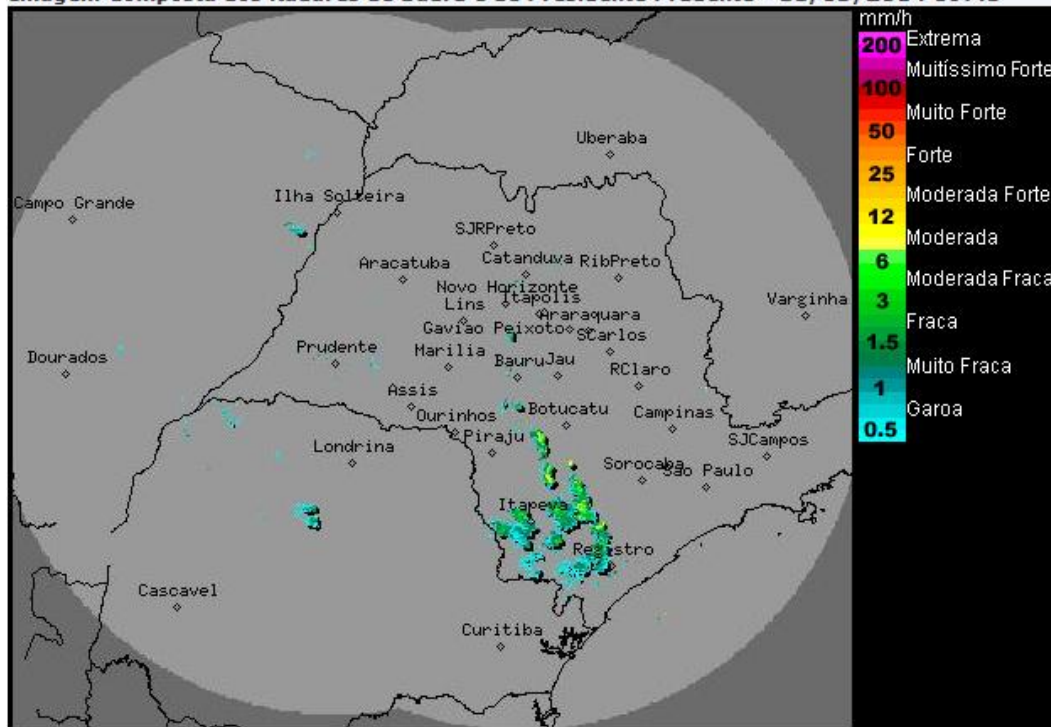 mm/h
200 Extrema
Muitíssimo Forte
100
Muito Forte
50
Forte
25
Moderada Forte
12
Moderada
6
Moderada Fraca
3
Fraca
1.5
Muito Fraca
1
Garoa
0.5
Uberaba
Campo Grande
Ilha Solteira
SJRPreto
Catanduva
RibPreto
Aracatuba
Novo Horizonte
Itapolis
Lins
Araraquara
Varginha
Gaviao Peixoto
SCarlos
Dourados
Prudente
Marilia
Bauru
Jau
RClaro
Assis
Ourinhos
Botucatu
Campinas
Piraju
SJCampos
Londrina
Sorocaba
Sao Paulo
Itapeva
Registro
Cascavel
Curitiba